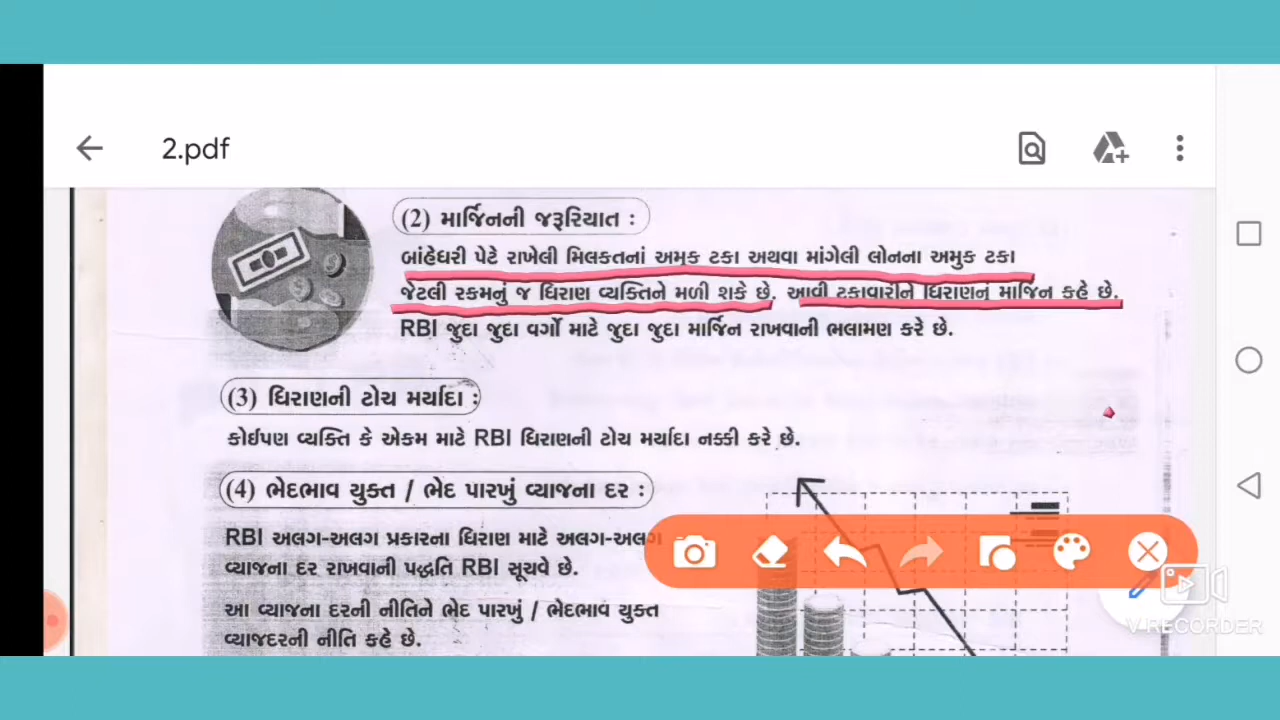 2.pdf
(2) માર્જિનની જરૂરિયાત :
બાંહેધરી પેટે રાખેલી મિલકતનાં અમુક ટકા અથવા માંગેલી લોનના અમુક ટકા
જેટલી રકમનું જ ધિરાણ વ્યક્તિને મળી શકે છે. આવી ટકાવારીને ધિરાણનું માર્જિન કહે છે.
RBI જુદા જુદા વર્ગો માટે જુદા જુદા માર્જિન રાખવાની ભલામણ કરે છે.
(3) ધિરાણની ટોચ મર્યાદા :
કોઈપણ વ્યક્તિ કે એકમ માટે RBI ધિરાણની ટોચ મર્યાદા નક્કી કરે છે.
(4) ભેદભાવ યુક્ત / ભેદ પારખું વ્યાજના દર :
RBI અલગ-અલગ પ્રકારના ધિરાણ માટે અલગ-અલગ
વ્યાજના દર રાખવાની પદ્ધતિ RBI સૂચવે છે.
આ વ્યાજના દરની નીતિને ભેદ પારખું / ભેદભાવ યુક્ત
વ્યાજદરની નીતિ કહે છે.
V RECORDER